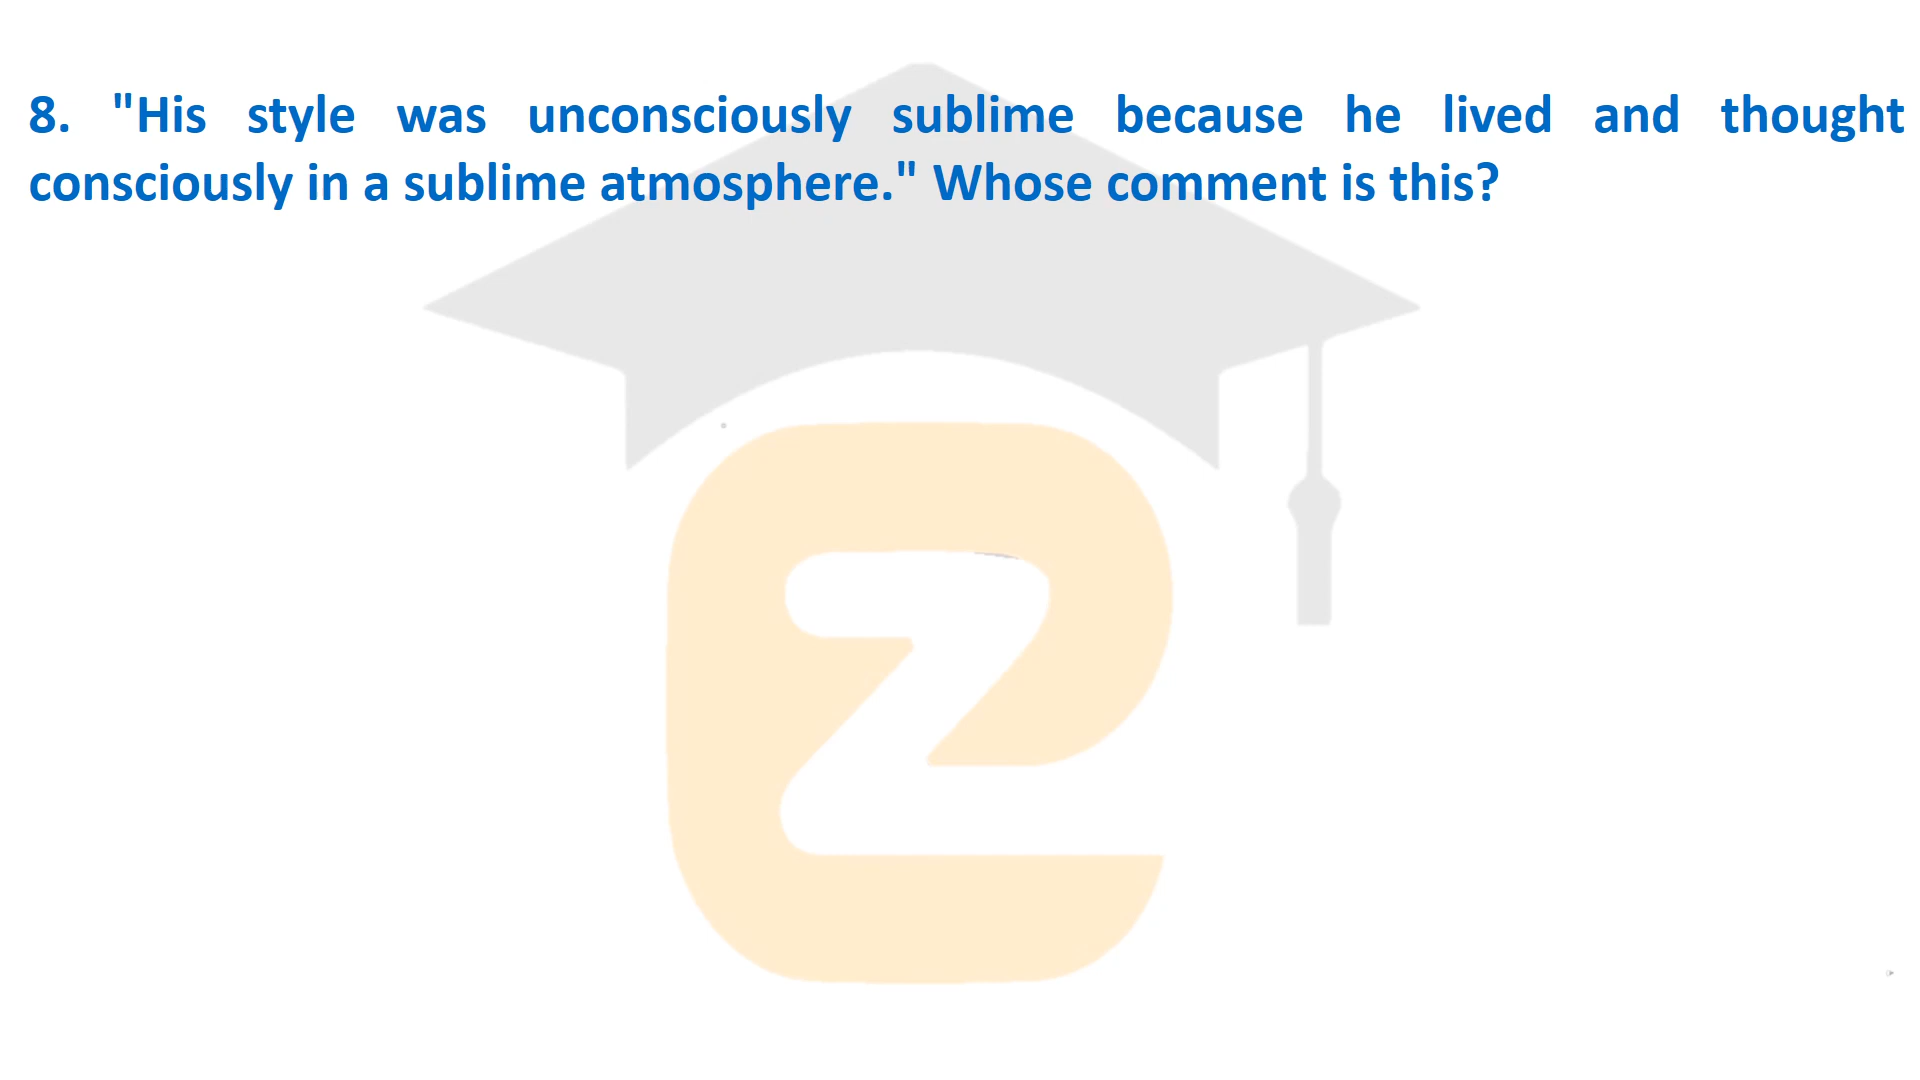 8. "His style was unconsciously sublime because he lived and thought
consciously in a sublime atmosphere." Whose comment is this?